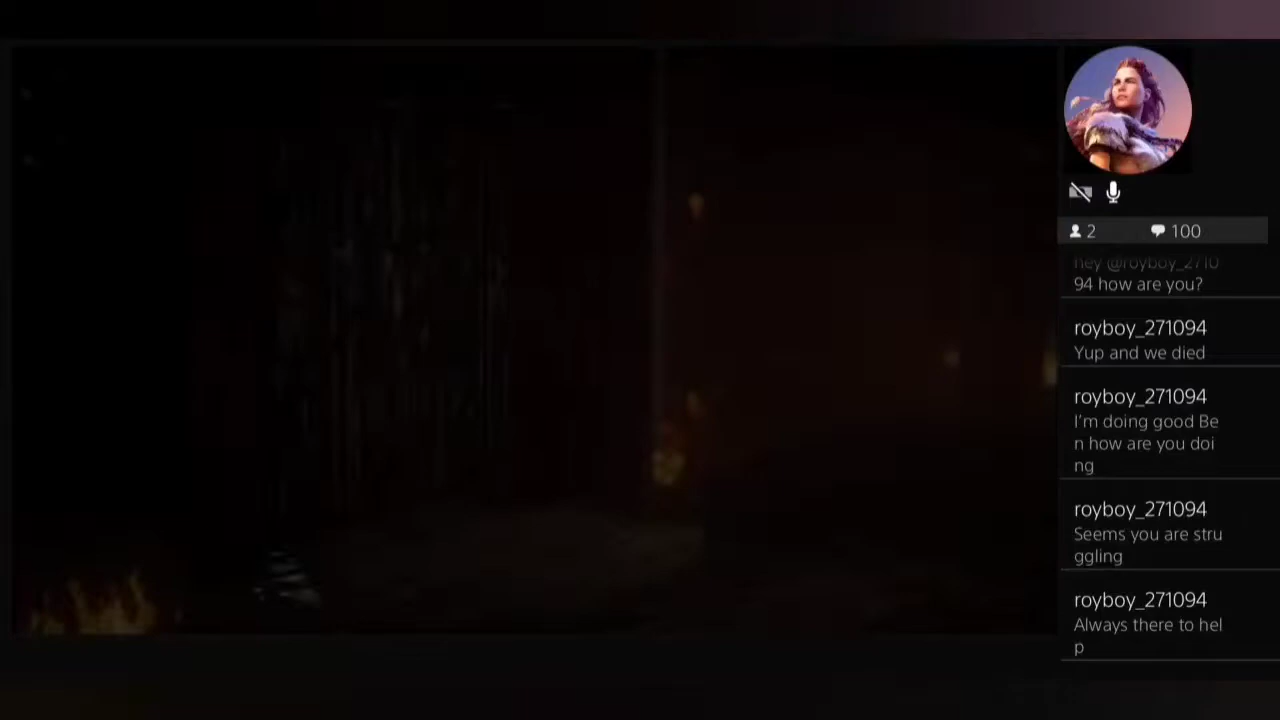 2
100
hey @royboy_2710
94 how are you?
royboy_271094
Yup and we died
royboy_271094
I'm doing good Be
n how are you doi
ng
royboy_271094
Seems you are stru
ggling
royboy_271094
Always there to hel
p